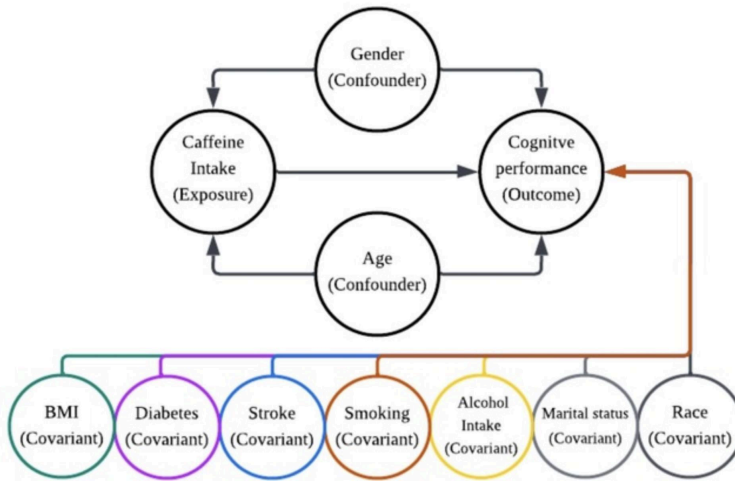 Gender
(Confounder)
Caffeine
Intake
(Exposure)
Cognitve
performance
(Outcome)
Age
(Confounder)
BMI
(Covariant)
Diabetes
(Covariant)
Stroke
(Covariant)
Smoking
(Covariant)
Alcohol
Intake
(Covariant)
Marital status
(Covariant)
Race
(Covariant)